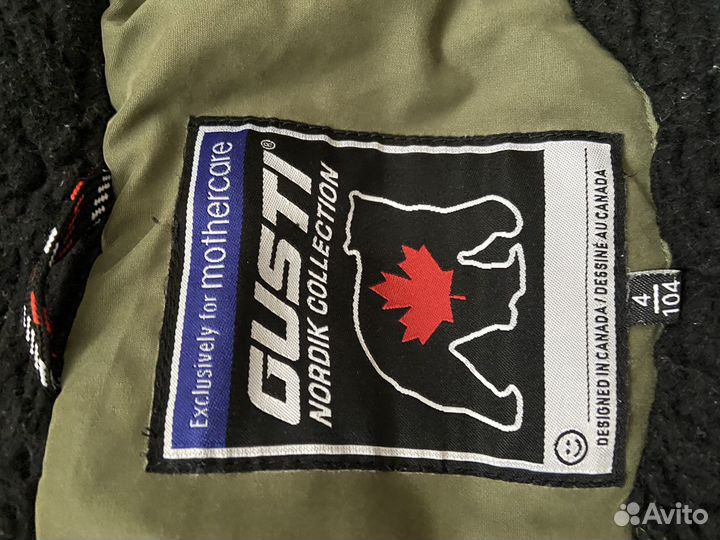 Exclusively for mothercare
GUSTI®
NORDIK COLLECTION
DESIGNED IN CANADA / DESSINÉ AU CANADA
4
104
Avito